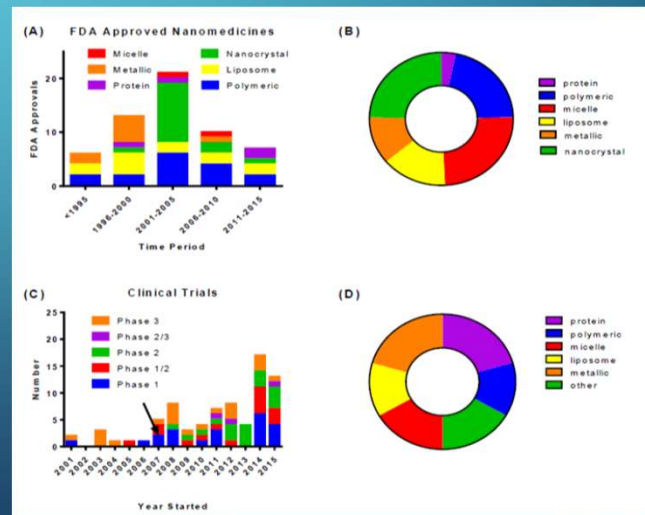 (A) FDA Approved Nanomedicines
Micelle
Metallic
Protein
Nanocrystal
Liposome
Polymeric
FDA Approvals
20
10
0
<1995
1996-2000
2001-2005
2006-2010
2011-2015
Time Period
(B)
protein
polymeric
micelle
liposome
metallic
nanocrystal
(C) Clinical Trials
Phase 3
Phase 2/3
Phase 2
Phase 1/2
Phase 1
Number
25
20
15
10
5
0
2001
2002
2003
2004
2005
2006
2007
2008
2009
2010
2011
2012
2013
2014
2015
Year Started
(D)
protein
polymeric
micelle
liposome
metallic
other